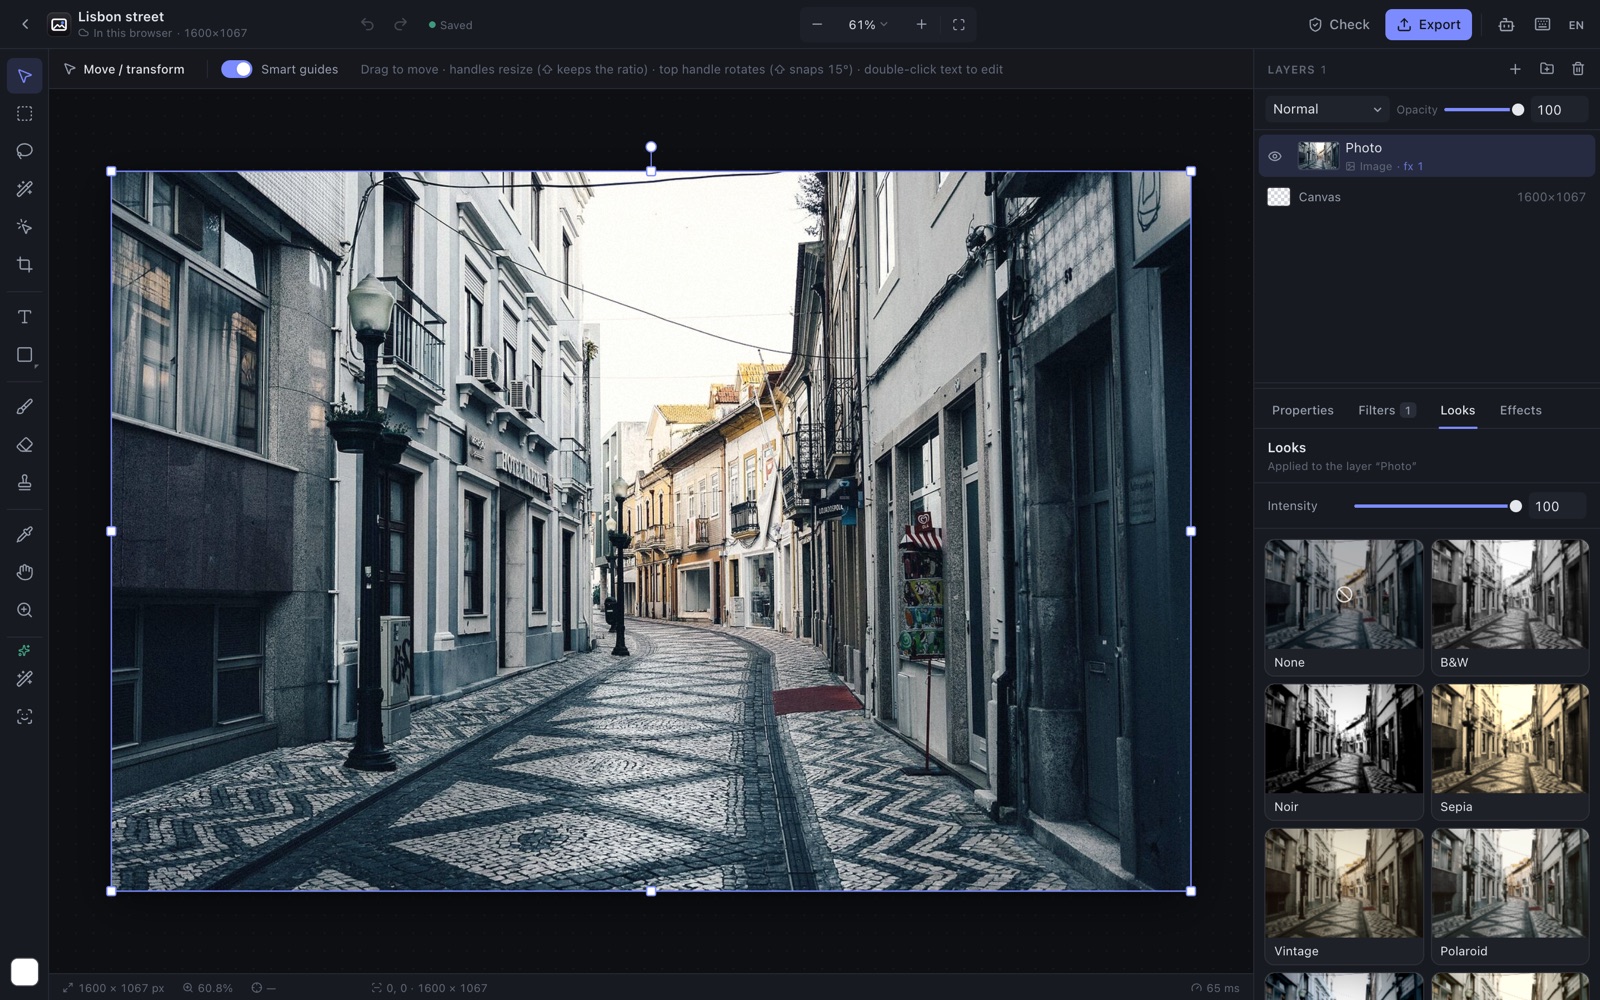 Lisbon street
In this browser · 1600×1067
Saved
61%
Check
Export
EN
Move / transform
Smart guides
Drag to move · handles resize (⇧ keeps the ratio) · top handle rotates (⇧ snaps 15°) · double-click text to edit
LAYERS 1
Normal
Opacity
100
Photo
Image · fx 1
Canvas
1600×1067
Properties
Filters 1
Looks
Effects
Looks
Applied to the layer “Photo”
Intensity
100
None
B&W
Noir
Sepia
Vintage
Polaroid
1600 × 1067 px
60.8%
—
0, 0 · 1600 × 1067
65 ms